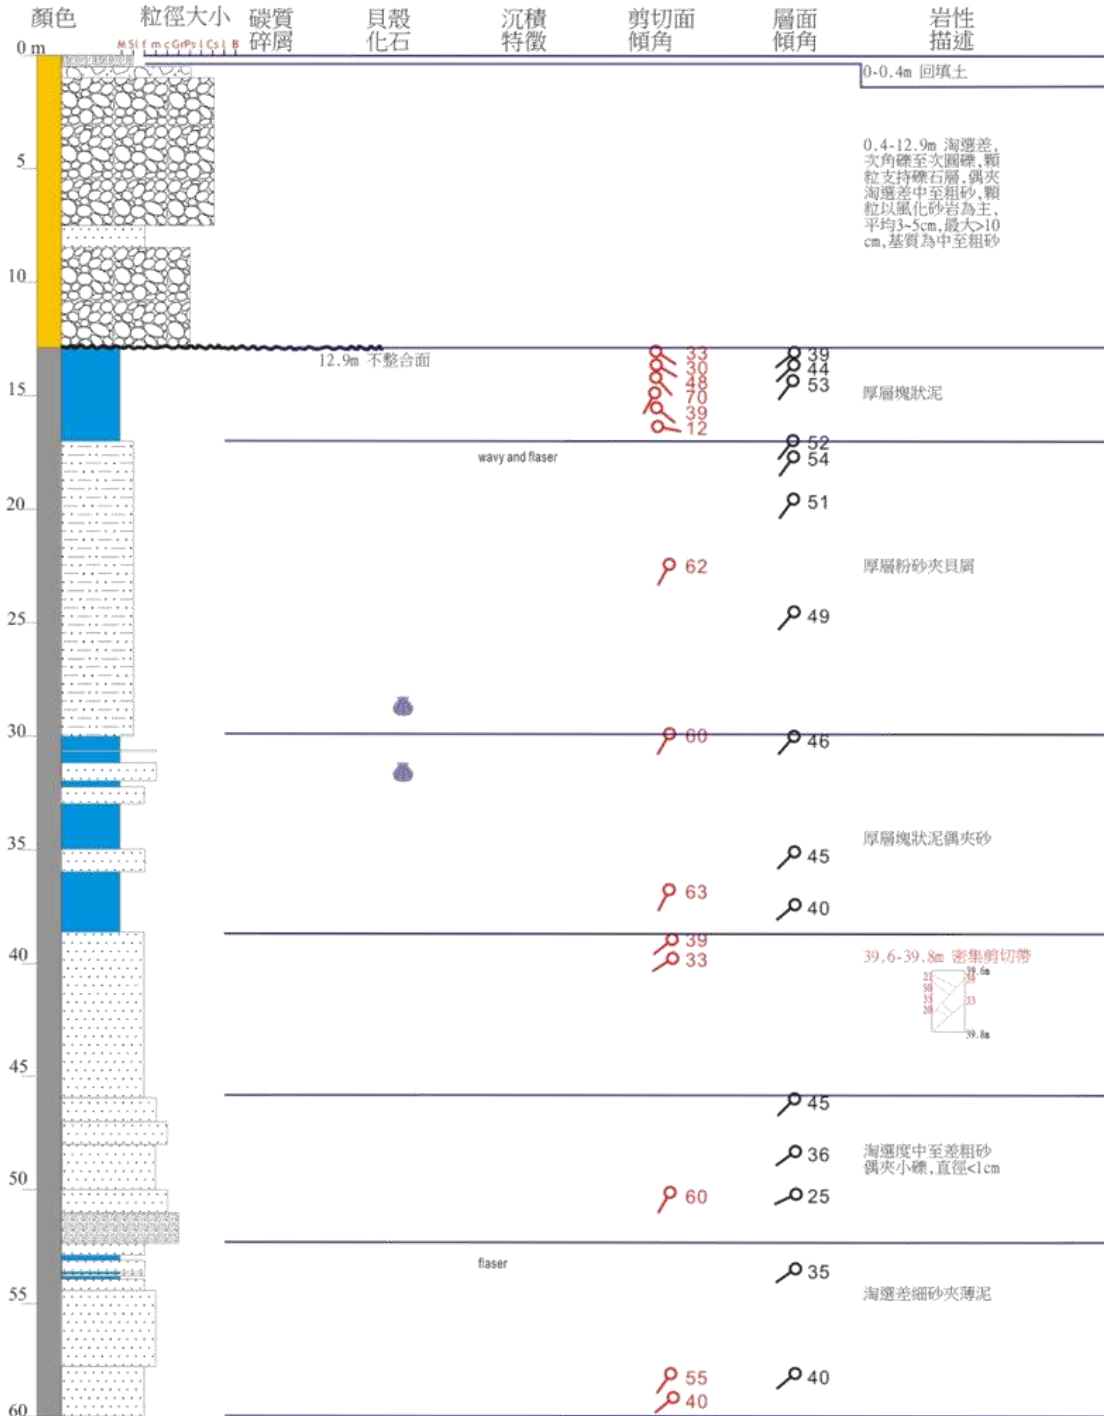 顏色 粒徑大小 碳質碎屑 貝殼化石 沉積特徵 剪切面傾角 層面傾角 岩性描述
M Sl f m c Gr Ps l Cs l B
0 m
0-0.4m 回填土
0.4-12.9m 淘選差,
次角礫至次圓礫,顆
粒支持礫石層,偶夾
淘選差中至粗砂,顆
粒以風化砂岩為主,
平均3~5cm,最大>10
cm,基質為中至粗砂
5
10
12.9m 不整合面
33 39
30 44
48 53
70
39
12
厚層塊狀泥
15
52
wavy and flaser
54
20
51
62
厚層粉砂夾貝屑
25
49
30
60 46
35
厚層塊狀泥偶夾砂
45
63 40
39
33
40
39.6-39.8m 密集剪切帶
39.6m
39.8m
45
45
淘選度中至差粗砂
偶夾小礫,直徑<1cm
36
50
60 25
flaser
35
淘選差細砂夾薄泥
55
55 40
40
60